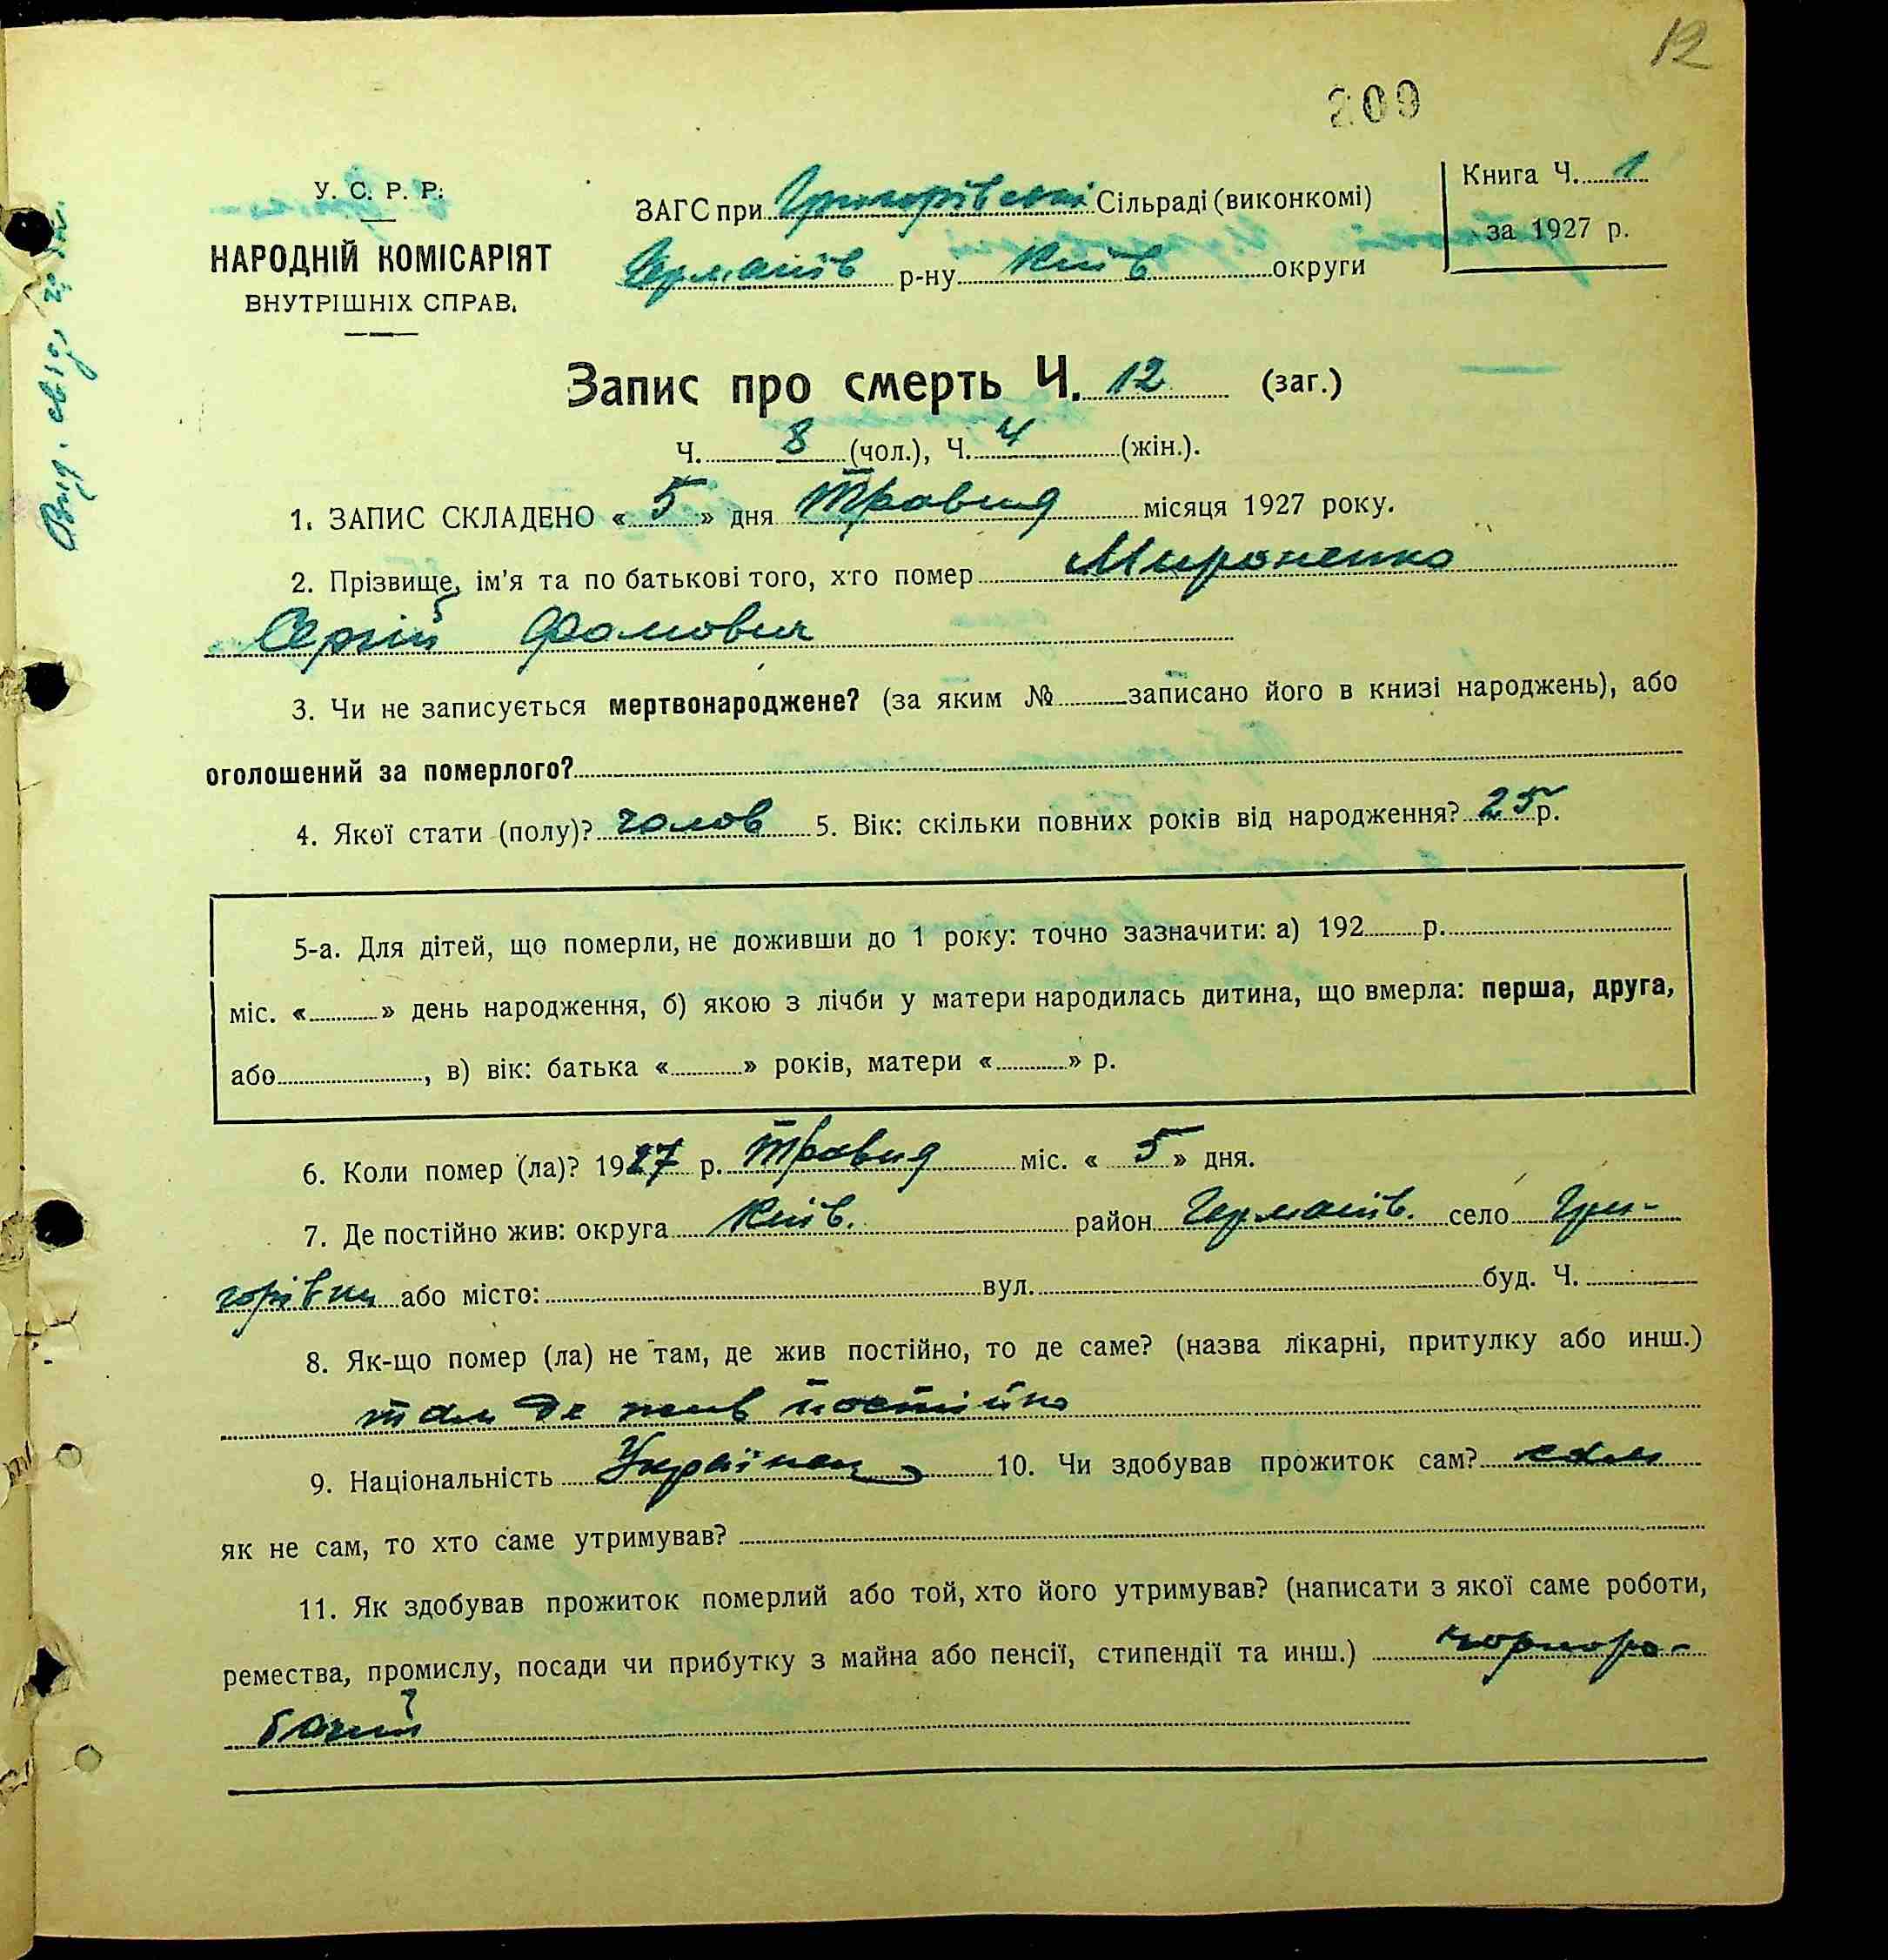 12
209
У. С. Р. Р.
НАРОДНІЙ КОМІСАРІЯТ
ВНУТРІШНІХ СПРАВ.
ЗАГС при Григорівській Сільраді (виконкомі)
Германів р-ну Київ округи
Книга Ч. 1
за 1927 р.
Запис про смерть Ч. 12 (заг.)
Ч. 8 (чол.), Ч. 4 (жін.).
1. ЗАПИС СКЛАДЕНО « 5 » дня Травня місяця 1927 року.
2. Прізвище, ім'я та по батькові того, хто помер Мироненко
Сергій Фомович
3. Чи не записується мертвонароджене? (за яким № записано його в книзі народжень), або
оголошений за померлого?
4. Якої стати (полу)? чолов 5. Вік: скільки повних років від народження? 25 р.
5-а. Для дітей, що померли, не доживши до 1 року: точно зазначити: а) 192 р.
міс. « » день народження, б) якою з лічби у матери народилась дитина, що вмерла: перша, друга,
або , в) вік: батька « » років, матери « » р.
6. Коли помер (ла)? 1927 р. Травня міс. « 5 » дня.
7. Де постійно жив: округа Київ. район Германів. село Гри-
горівка або місто: вул. буд. Ч.
8. Як-що помер (ла) не там, де жив постійно, то де саме? (назва лікарні, притулку або инш.)
там де жив постійно
9. Національність Українець 10. Чи здобував прожиток сам? сам
як не сам, то хто саме утримував?
11. Як здобував прожиток померлий або той, хто його утримував? (написати з якої саме роботи,
ремества, промислу, посади чи прибутку з майна або пенсії, стипендії та инш.) чорноро-
бочий